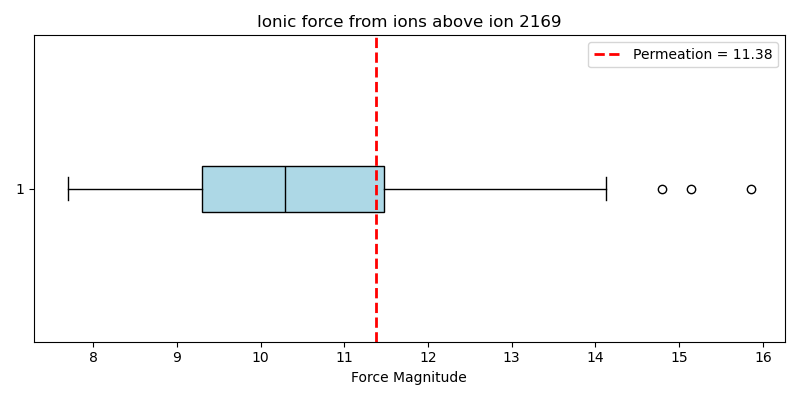 Ionic force from ions above ion 2169
Permeation = 11.38
1
8 9 10 11 12 13 14 15 16
Force Magnitude